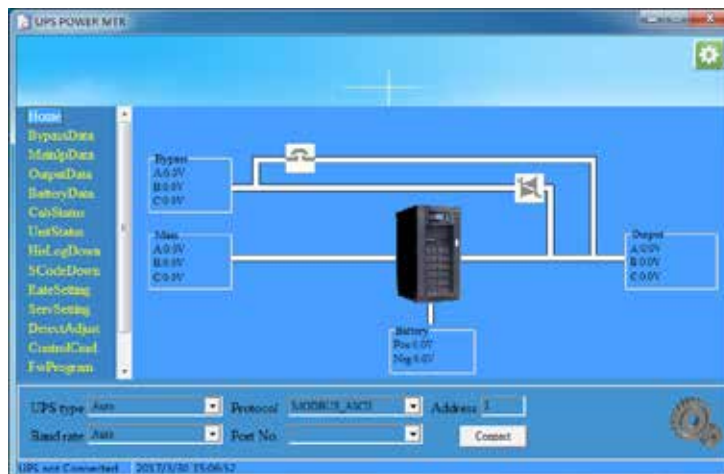 UPS POWER MTR
Home
BypassData
MainIpData
OutputData
BatteryData
CabStatus
UnitStatus
HisLogDown
SCodeDown
RateSetting
ServSetting
DetectAdjust
ControlCmd
FwProgram
Bypass
A:0.0V
B:0.0V
C:0.0V
Main
A:0.0V
B:0.0V
C:0.0V
Output
A:0.0V
B:0.0V
C:0.0V
Battery
Pos:0.0V
Neg:0.0V
UPS type Auto Protocol MODBUS_ASCII Address 1
Baud rate Auto Port No. Connect
UPS not Connected 2017/3/30 15:06:52